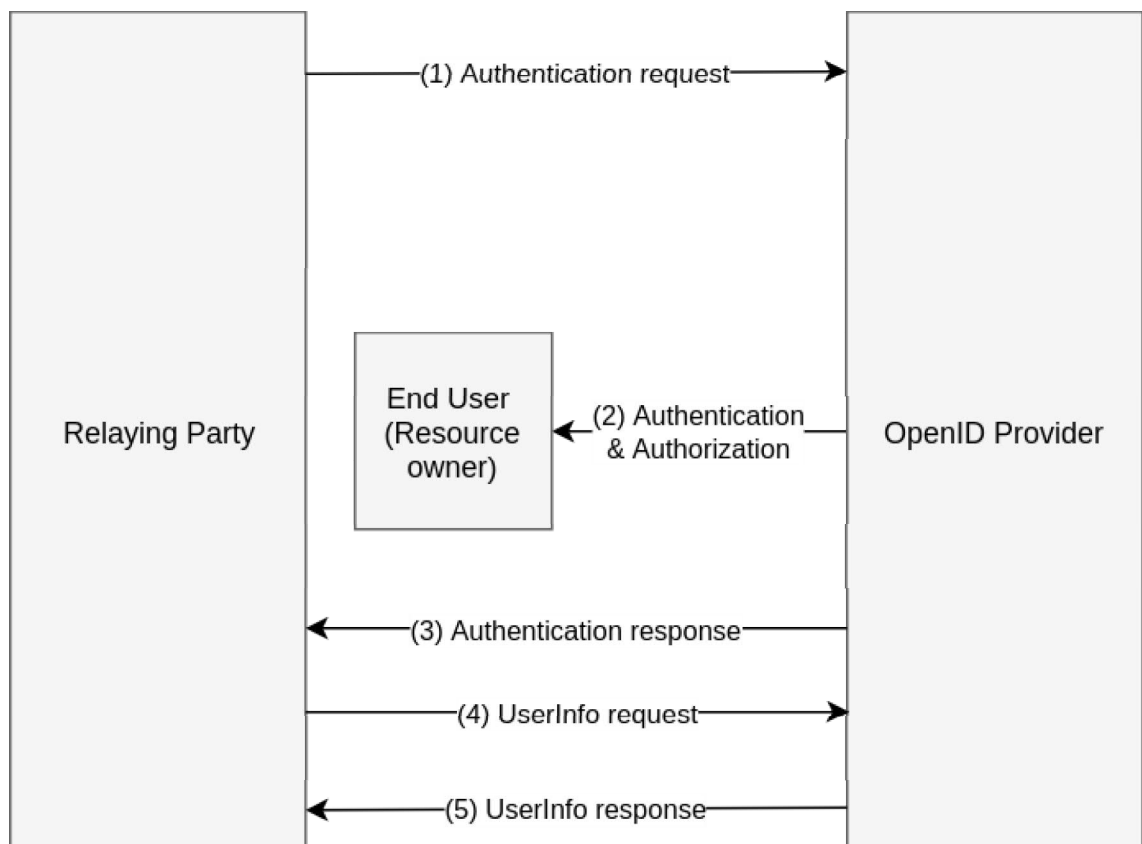 (1) Authentication request
End User
(Resource
owner)
Relaying Party
(2) Authentication
& Authorization
OpenID Provider
(3) Authentication response
(4) UserInfo request
(5) UserInfo response